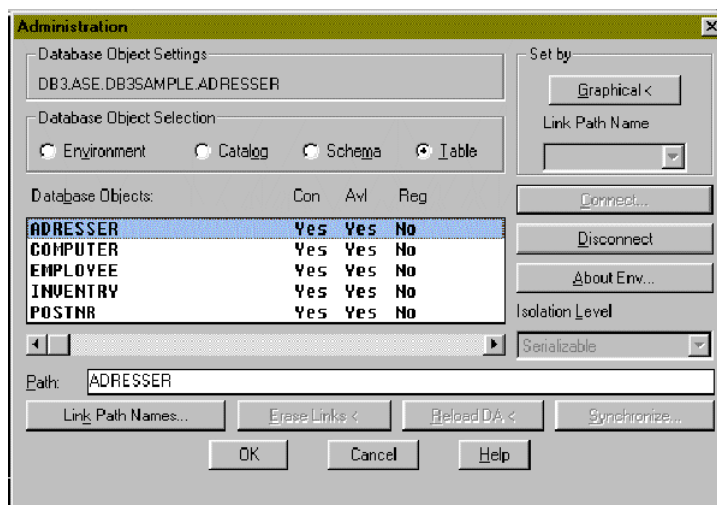 Administration
Database Object Settings
DB3.ASE.DB3SAMPLE.ADRESSER
Set by
Graphical <
Link Path Name
Database Object Selection
Environment Catalog Schema Table
Database Objects: Con Avl Reg
ADRESSER Yes Yes No
COMPUTER Yes Yes No
EMPLOYEE Yes Yes No
INVENTRY Yes Yes No
POSTNR Yes Yes No
Connect...
Disconnect
About Env...
Isolation Level
Serializable
Path: ADRESSER
Link Path Names... Erase Links < Reload DA < Synchronize...
OK Cancel Help